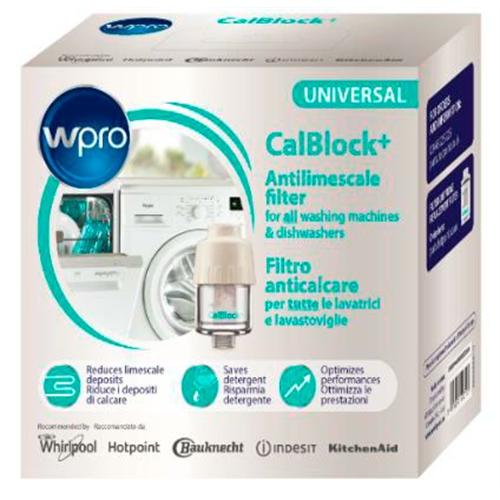 UNIVERSAL
wpro
CalBlock+
Antilimescale
filter
for all washing machines
& dishwashers
Filtro
anticalcare
per tutte le lavatrici
e lavastoviglie
CalBlock+
Reduces limescale
deposits
Riduce i depositi
di calcare
Saves
detergent
Risparmia
detergente
Optimizes
performances
Ottimizza le
prestazioni
Recommended by Raccomandato da
Whirlpool Hotpoint Bauknecht INDESIT KitchenAid